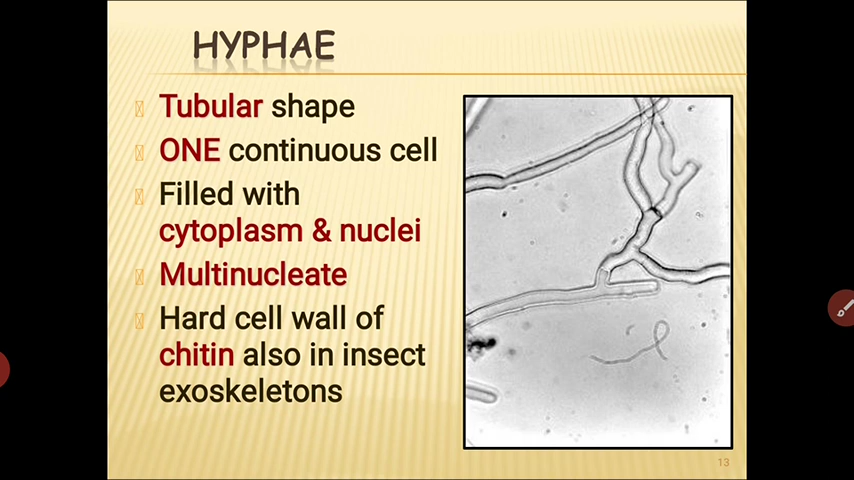 HYPHAE
Tubular shape
ONE continuous cell
Filled with
cytoplasm & nuclei
Multinucleate
Hard cell wall of
chitin also in insect
exoskeletons
13